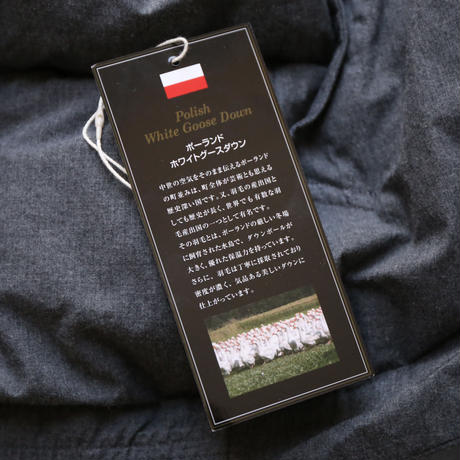 Polish
White Goose Down
ポーランド
ホワイトグースダウン
中世の空気をそのまま伝えるポーランド
の町並みは、町全体が芸術とも思える
歴史深い国です。又、羽毛の産出国と
しても歴史が長く、世界でも有数な羽
毛産出国の一つとして有名です。
その羽毛とは、ポーランドの厳しい冬場
に飼育された水鳥で、ダウンボールが
大きく、優れた保温力を持っています。
さらに、羽毛は丁寧に採取されており
密度が濃く、気品ある美しいダウンに
仕上がっています。